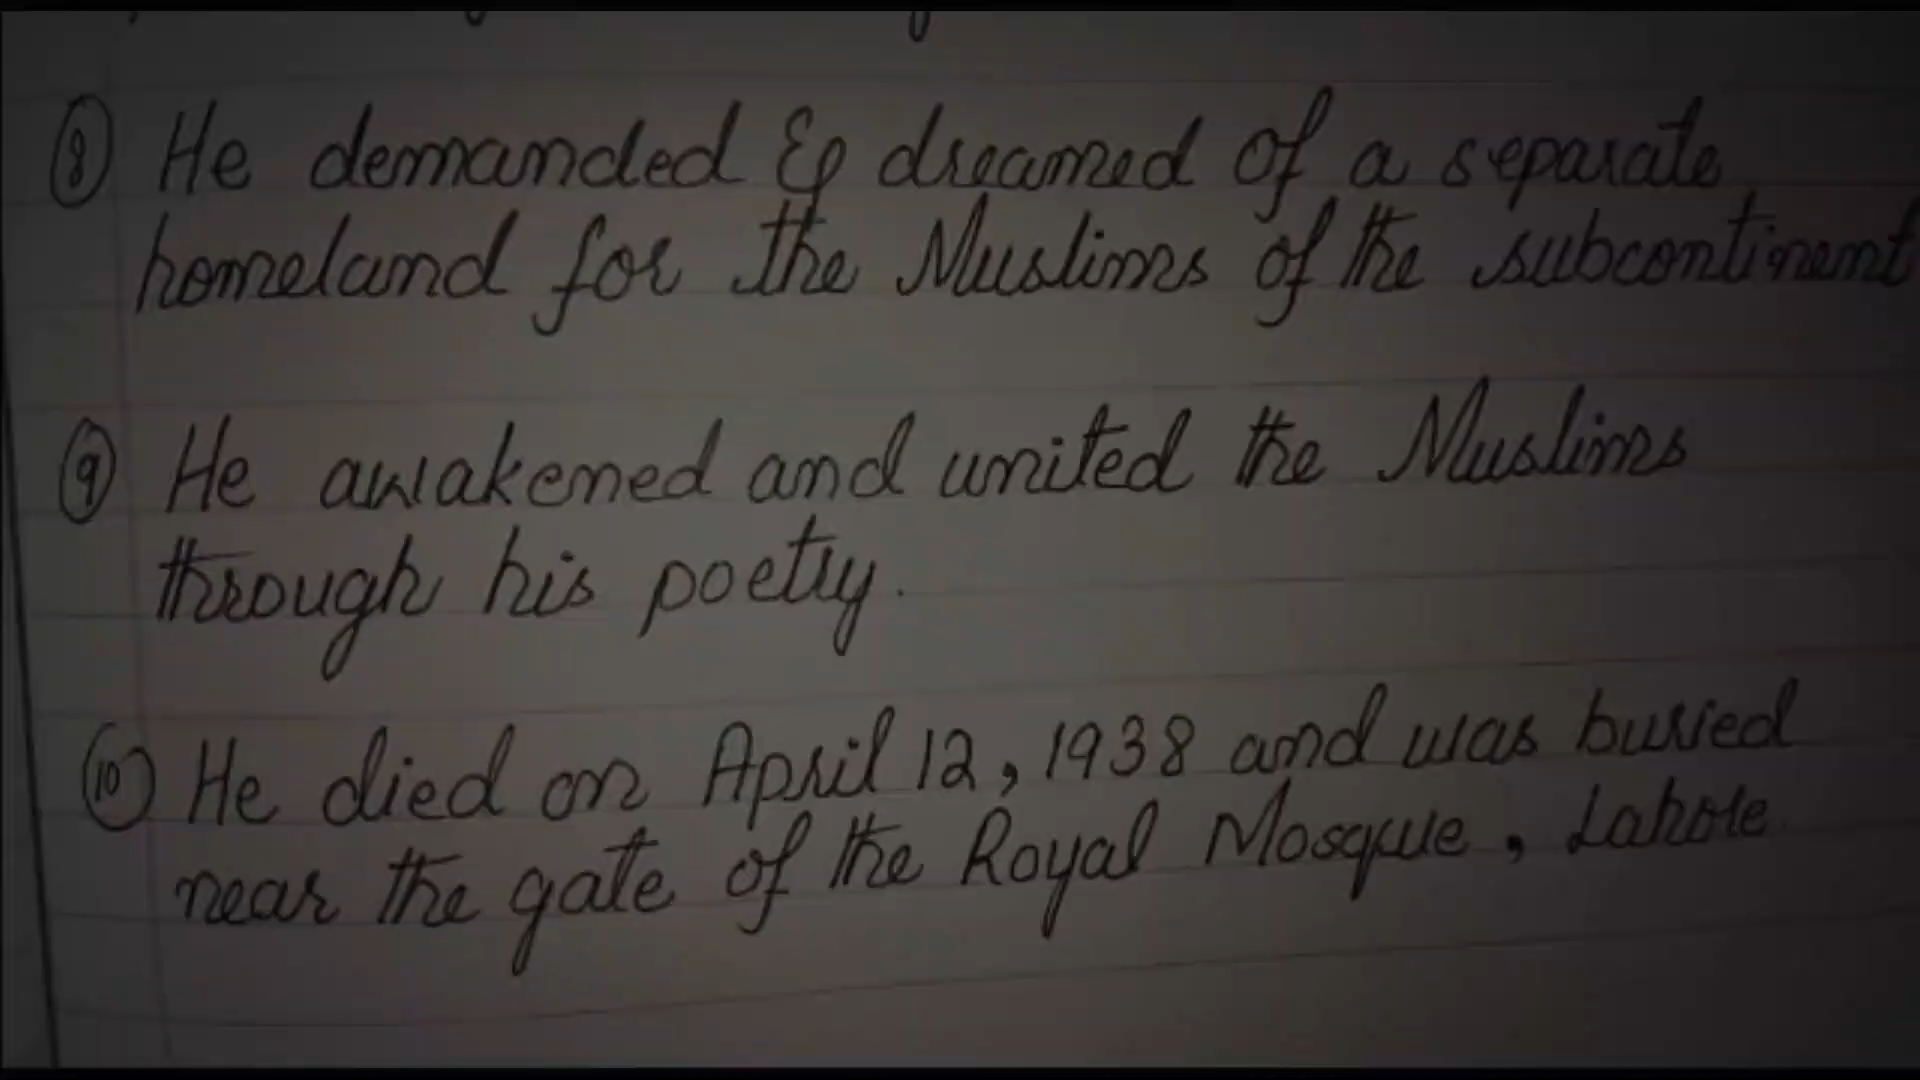 ⑧ He demanded & dreamed of a separate
homeland for the Muslims of the subcontinent
⑨ He awakened and united the Muslims
through his poetry.
⑩ He died on April 12, 1938 and was buried
near the gate of the Royal Mosque, Lahore